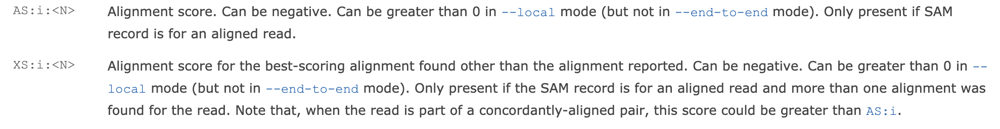 AS:i:<N> Alignment score. Can be negative. Can be greater than 0 in --local mode (but not in --end-to-end mode). Only present if SAM
record is for an aligned read.
XS:i:<N> Alignment score for the best-scoring alignment found other than the alignment reported. Can be negative. Can be greater than 0 in --
local mode (but not in --end-to-end mode). Only present if the SAM record is for an aligned read and more than one alignment was
found for the read. Note that, when the read is part of a concordantly-aligned pair, this score could be greater than AS:i.